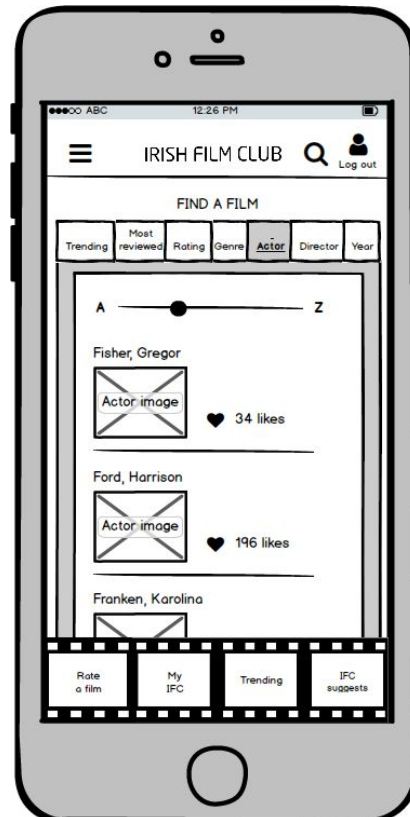 ABC 12:26 PM
IRISH FILM CLUB
Log out
FIND A FILM
Trending Most reviewed Rating Genre Actor Director Year
A Z
Fisher, Gregor
Actor image
34 likes
Ford, Harrison
Actor image
196 likes
Franken, Karolina
Rate a film
My IFC
Trending
IFC suggests